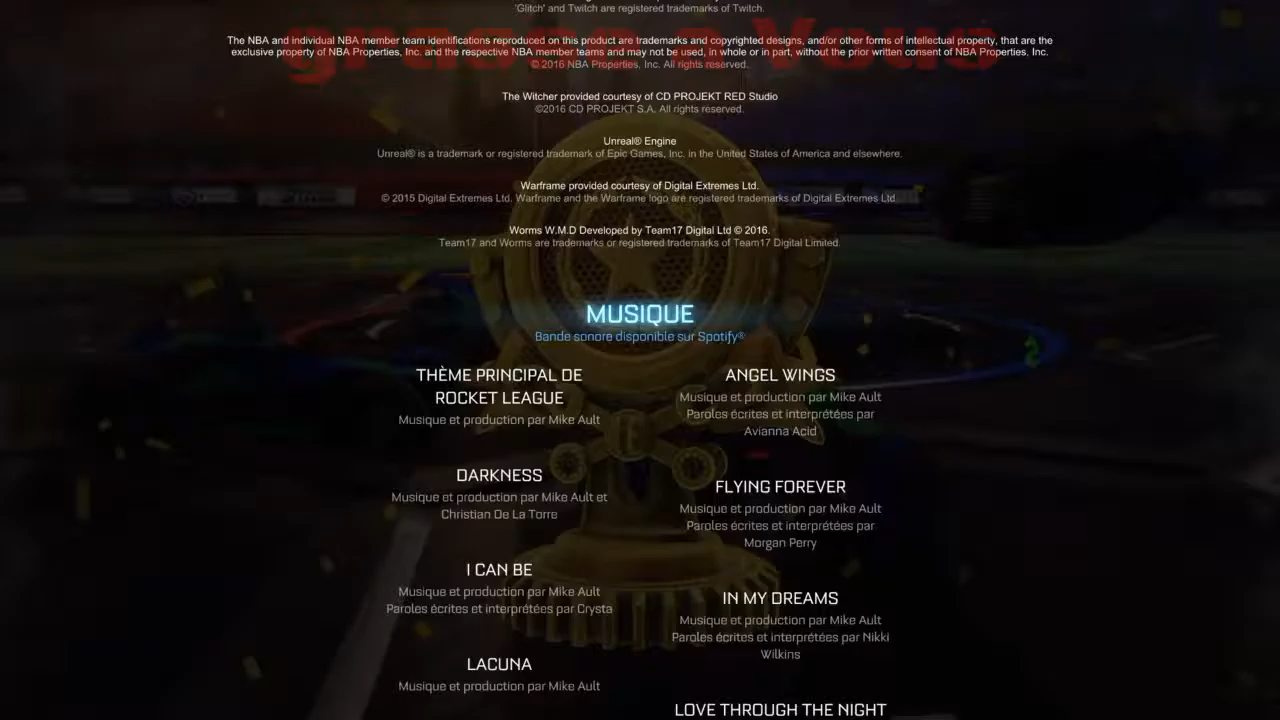 'Glitch' and Twitch are registered trademarks of Twitch.
The NBA and individual NBA member team identifications reproduced on this product are trademarks and copyrighted designs, and/or other forms of intellectual property, that are the
exclusive property of NBA Properties, Inc. and the respective NBA member teams and may not be used, in whole or in part, without the prior written consent of NBA Properties, Inc.
© 2016 NBA Properties, Inc. All rights reserved.
The Witcher provided courtesy of CD PROJEKT RED Studio
©2016 CD PROJEKT S.A. All rights reserved.
Unreal® Engine
Unreal® is a trademark or registered trademark of Epic Games, Inc. in the United States of America and elsewhere.
Warframe provided courtesy of Digital Extremes Ltd.
© 2015 Digital Extremes Ltd. Warframe and the Warframe logo are registered trademarks of Digital Extremes Ltd.
Worms W.M.D Developed by Team17 Digital Ltd © 2016.
Team17 and Worms are trademarks or registered trademarks of Team17 Digital Limited.
MUSIQUE
Bande sonore disponible sur Spotify®
THÈME PRINCIPAL DE
ROCKET LEAGUE
Musique et production par Mike Ault
DARKNESS
Musique et production par Mike Ault et
Christian De La Torre
I CAN BE
Musique et production par Mike Ault
Paroles écrites et interprétées par Crysta
LACUNA
Musique et production par Mike Ault
ANGEL WINGS
Musique et production par Mike Ault
Paroles écrites et interprétées par
Avianna Acid
FLYING FOREVER
Musique et production par Mike Ault
Paroles écrites et interprétées par
Morgan Perry
IN MY DREAMS
Musique et production par Mike Ault
Paroles écrites et interprétées par Nikki
Wilkins
LOVE THROUGH THE NIGHT